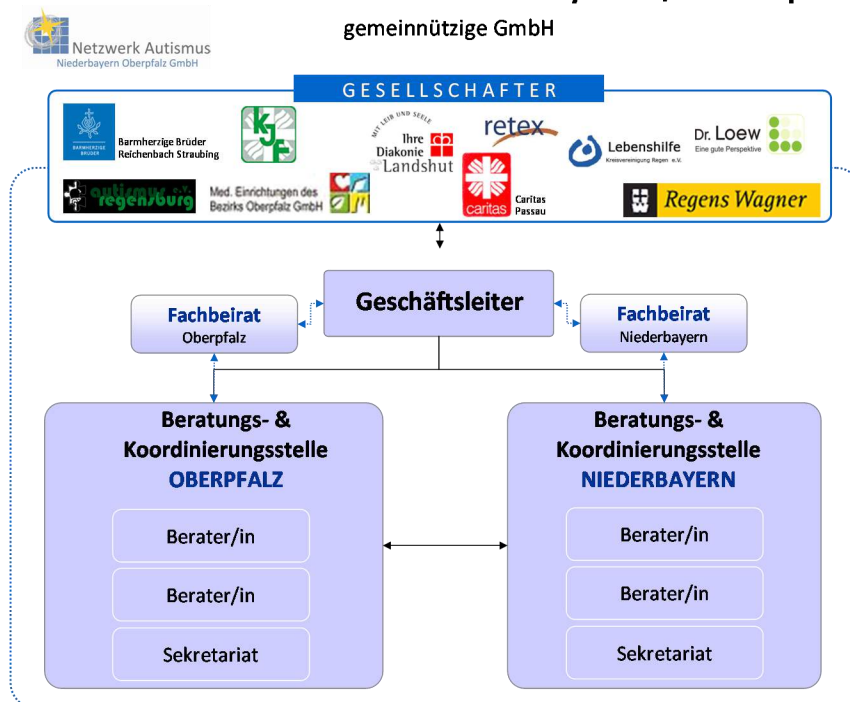 gemeinnützige GmbH
Netzwerk Autismus
Niederbayern Oberpfalz GmbH
GESELLSCHAFTER
BARMHERZIGE
BRÜDER
Barmherzige Brüder
Reichenbach Straubing
KJF
MIT LEIB UND SEELE
Ihre
Diakonie
Landshut
retex
Lebenshilfe
Kreisvereinigung Regen e.V.
Dr. Loew
Eine gute Perspektive
autismus e.V.
regensburg
Med. Einrichtungen des
Bezirks Oberpfalz GmbH
caritas
Caritas
Passau
Regens Wagner
Geschäftsleiter
Fachbeirat
Oberpfalz
Fachbeirat
Niederbayern
Beratungs- &
Koordinierungsstelle
OBERPFALZ
Berater/in
Berater/in
Sekretariat
Beratungs- &
Koordinierungsstelle
NIEDERBAYERN
Berater/in
Berater/in
Sekretariat